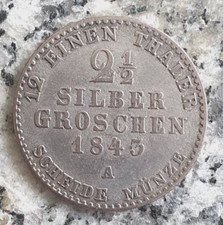 12 EINEN THALER
2½
SILBER
GROSCHEN
1843
A
SCHEIDE MÜNZE